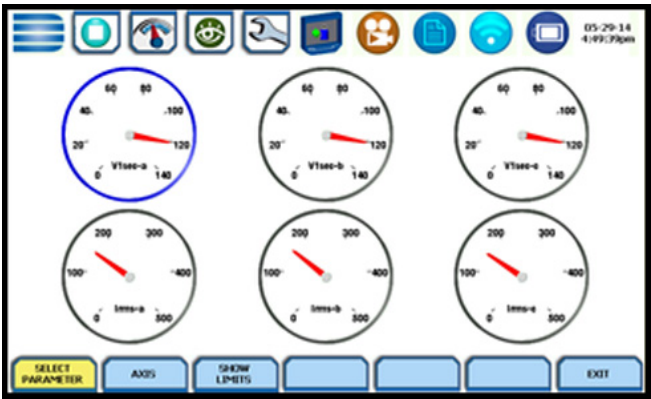 05-29-14
4:49:39pm
60 80
40 100
20 120
V1sec-a
0 140
60 80
40 100
20 120
V1sec-b
0 140
60 80
40 100
20 120
V1sec-c
0 140
200 300
100 400
Irms-a
0 500
200 300
100 400
Irms-b
0 500
200 300
100 400
Irms-c
0 500
SELECT
PARAMETER
AXIS
SHOW
LIMITS
EXIT